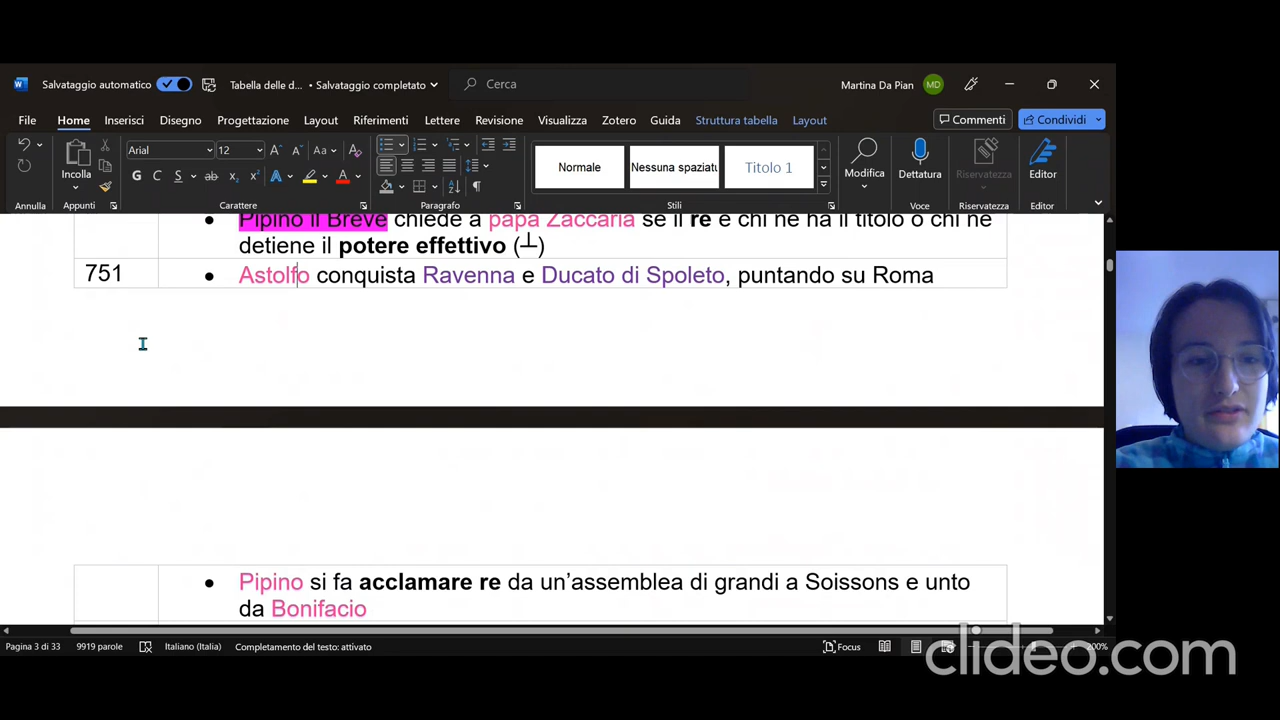 Salvataggio automatico
Tabella delle d... • Salvataggio completato
Cerca
Martina Da Pian
MD
File Home Inserisci Disegno Progettazione Layout Riferimenti Lettere Revisione Visualizza Zotero Guida Struttura tabella Layout
Commenti
Condividi
Arial 12
Incolla
Normale
Nessuna spaziatu
Titolo 1
Modifica
Dettatura
Riservatezza
Editor
Annulla Appunti Carattere Paragrafo Stili Voce Riservatezza Editor
• Pipino il Breve chiede a papa Zaccaria se il re è chi ne ha il titolo o chi ne
detiene il potere effettivo (┴)
751 • Astolfo conquista Ravenna e Ducato di Spoleto, puntando su Roma
• Pipino si fa acclamare re da un’assemblea di grandi a Soissons e unto
da Bonifacio
Pagina 3 di 33 9919 parole Italiano (Italia) Completamento del testo: attivato
Focus
200%
clideo.com